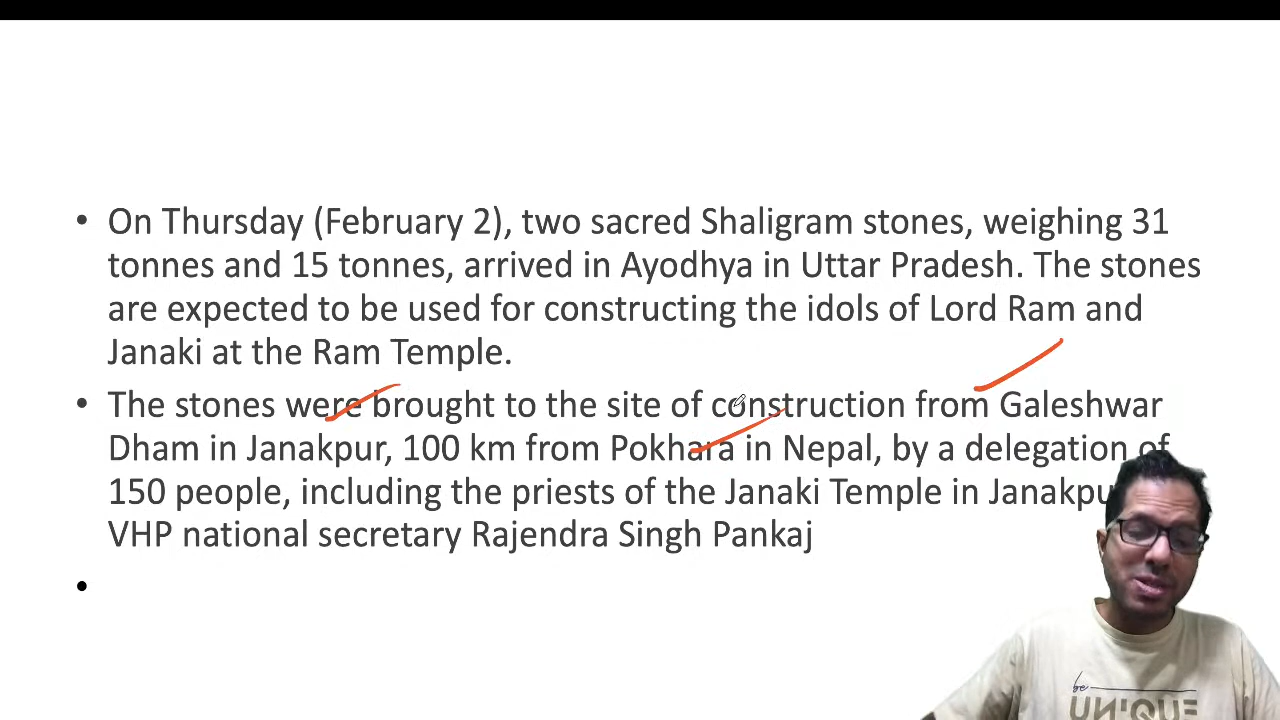 • On Thursday (February 2), two sacred Shaligram stones, weighing 31
tonnes and 15 tonnes, arrived in Ayodhya in Uttar Pradesh. The stones
are expected to be used for constructing the idols of Lord Ram and
Janaki at the Ram Temple.
• The stones were brought to the site of construction from Galeshwar
Dham in Janakpur, 100 km from Pokhara in Nepal, by a delegation of
150 people, including the priests of the Janaki Temple in
VHP national secretary Rajendra Singh Pankaj
•
be
UNIQUE